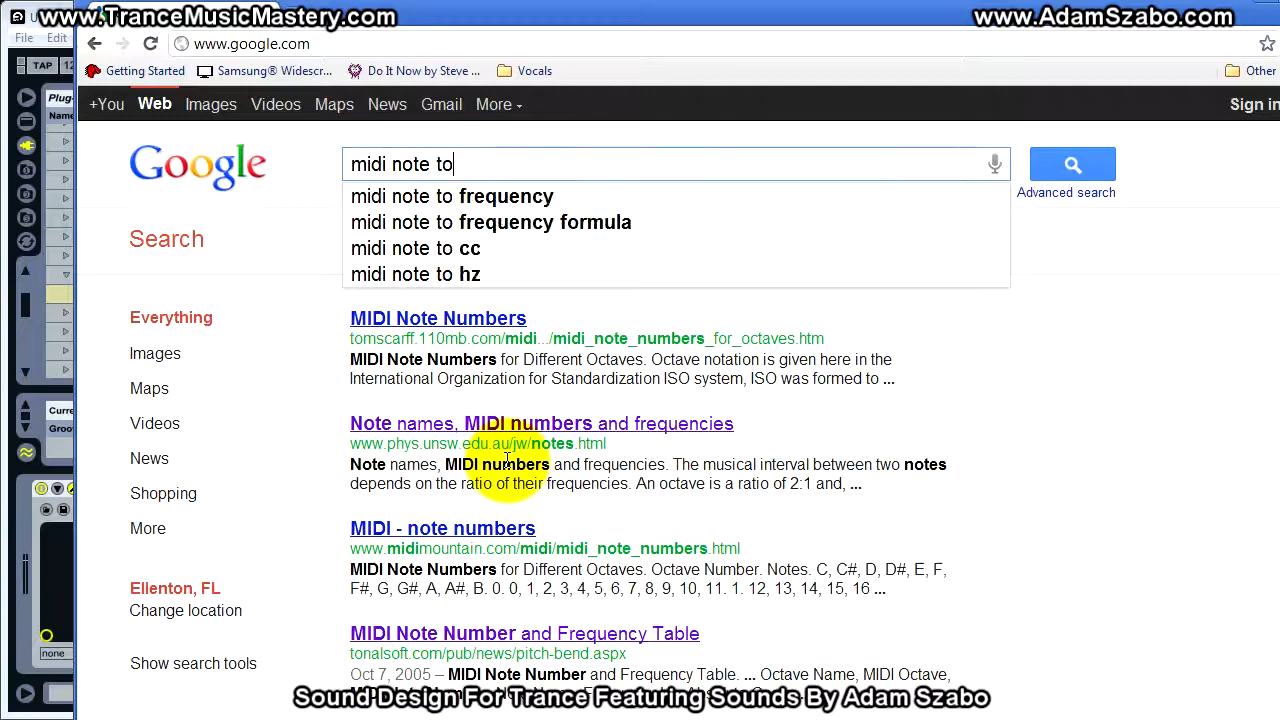 www.TranceMusicMastery.com
www.AdamSzabo.com
File Edit
www.google.com
TAP 12
Getting Started Samsung® Widescr... Do It Now by Steve ... Vocals Other
Plug-
Name
+You Web Images Videos Maps News Gmail More Sign in
Google
midi note to
Advanced search
midi note to frequency
midi note to frequency formula
midi note to cc
midi note to hz
Search
Everything
Images
Maps
Videos
News
Shopping
More
Ellenton, FL
Change location
Show search tools
MIDI Note Numbers
tomscarff.110mb.com/midi.../midi_note_numbers_for_octaves.htm
MIDI Note Numbers for Different Octaves. Octave notation is given here in the
International Organization for Standardization ISO system, ISO was formed to ...
Note names, MIDI numbers and frequencies
www.phys.unsw.edu.au/jw/notes.html
Note names, MIDI numbers and frequencies. The musical interval between two notes
depends on the ratio of their frequencies. An octave is a ratio of 2:1 and, ...
MIDI - note numbers
www.midimountain.com/midi/midi_note_numbers.html
MIDI Note Numbers for Different Octaves. Octave Number. Notes. C, C#, D, D#, E, F,
F#, G, G#, A, A#, B. 0. 0, 1, 2, 3, 4, 5, 6, 7, 8, 9, 10, 11. 1. 12, 13, 14, 15, 16 ...
MIDI Note Number and Frequency Table
tonalsoft.com/pub/news/pitch-bend.aspx
Oct 7, 2005 – MIDI Note Number and Frequency Table. ... Octave Name, MIDI Octave,
Curre
Groo
none
Sound Design For Trance Featuring Sounds By Adam Szabo